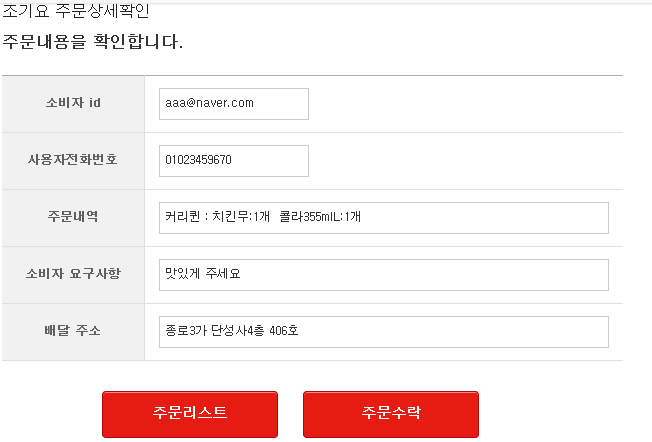 조기요 주문상세확인
주문내용을 확인합니다.
소비자 id aaa@naver.com
사용자전화번호 01023459670
주문내역 커리퀸 : 치킨무:1개 콜라355mlL:1개
소비자 요구사항 맛있게 주세요
배달 주소 종로3가 단성사4층 406호
주문리스트 주문수락